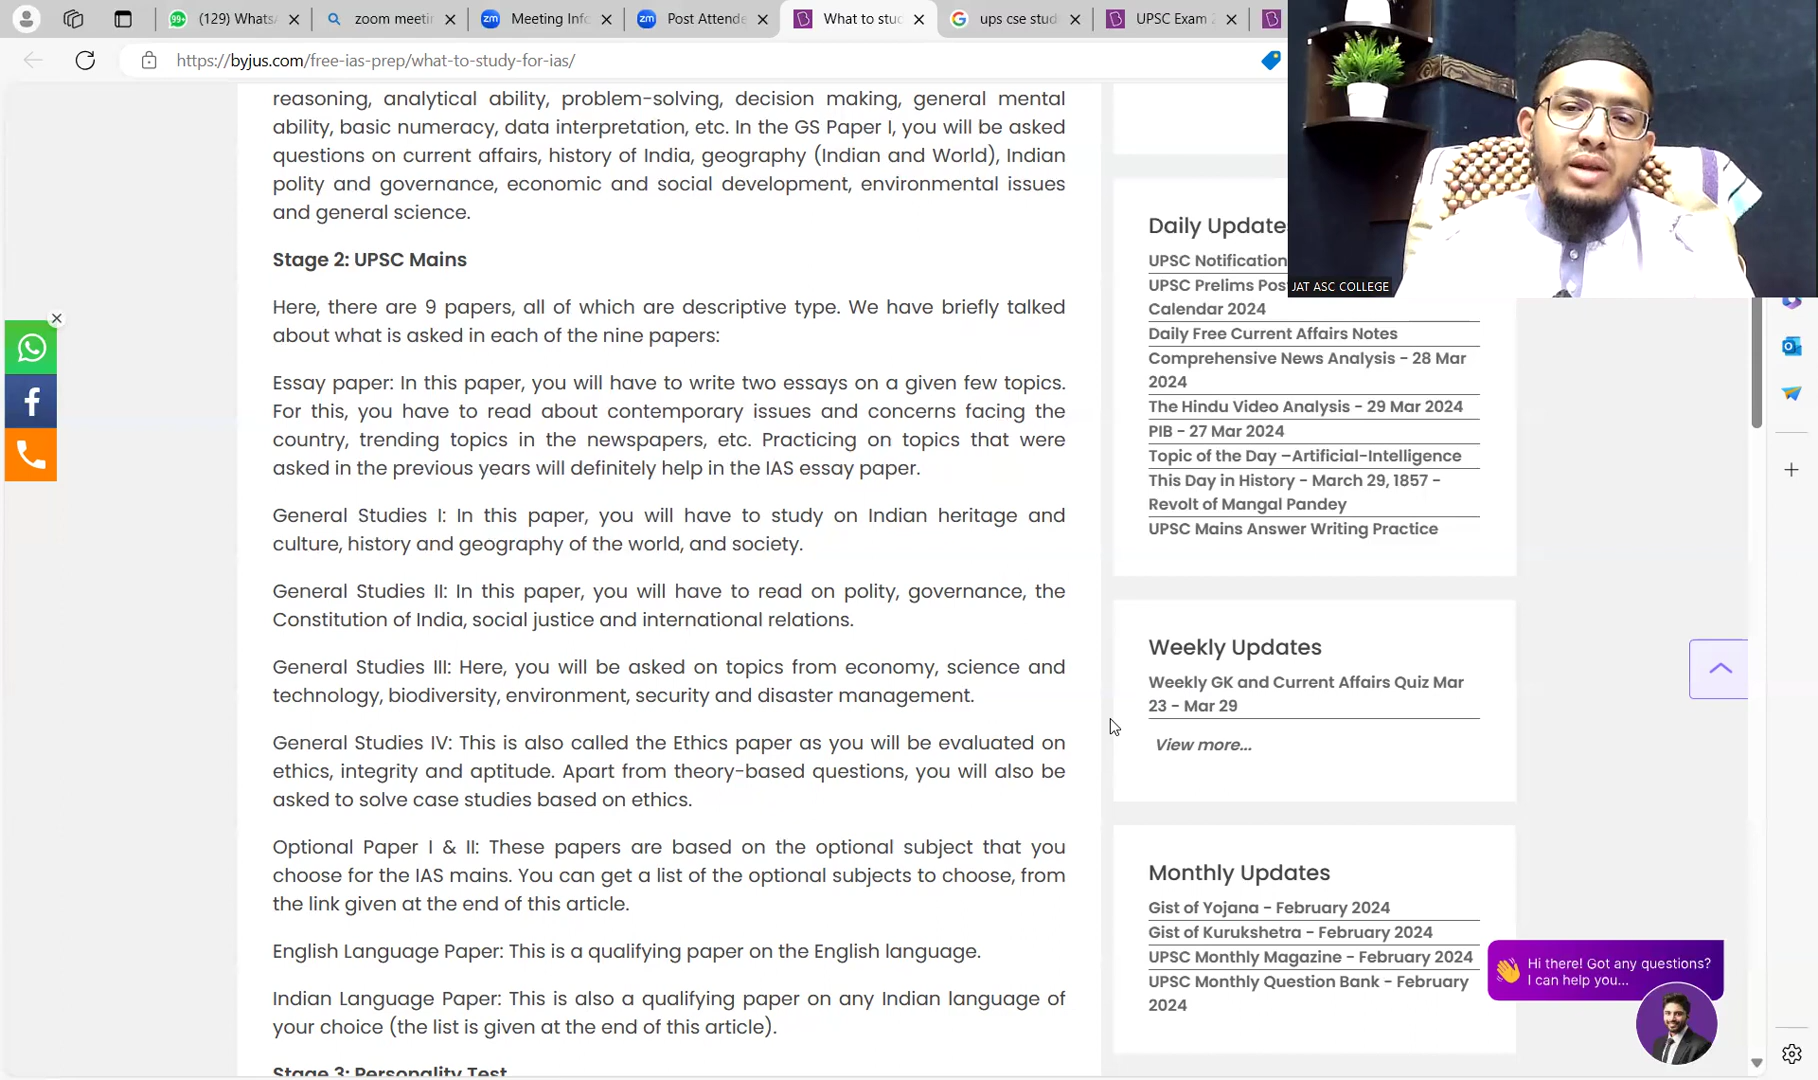 (129) Whats
zoom meeti
Meeting Info
Post Attende
What to stu
ups cse stud
UPSC Exam 2
99+
zm
zm
https://byjus.com/free-ias-prep/what-to-study-for-ias/
reasoning, analytical ability, problem-solving, decision making, general mental
ability, basic numeracy, data interpretation, etc. In the GS Paper I, you will be asked
questions on current affairs, history of India, geography (Indian and World), Indian
polity and governance, economic and social development, environmental issues
and general science.
Stage 2: UPSC Mains
Here, there are 9 papers, all of which are descriptive type. We have briefly talked
about what is asked in each of the nine papers:
Essay paper: In this paper, you will have to write two essays on a given few topics.
For this, you have to read about contemporary issues and concerns facing the
country, trending topics in the newspapers, etc. Practicing on topics that were
asked in the previous years will definitely help in the IAS essay paper.
General Studies I: In this paper, you will have to study on Indian heritage and
culture, history and geography of the world, and society.
General Studies II: In this paper, you will have to read on polity, governance, the
Constitution of India, social justice and international relations.
General Studies III: Here, you will be asked on topics from economy, science and
technology, biodiversity, environment, security and disaster management.
General Studies IV: This is also called the Ethics paper as you will be evaluated on
ethics, integrity and aptitude. Apart from theory-based questions, you will also be
asked to solve case studies based on ethics.
Optional Paper I & II: These papers are based on the optional subject that you
choose for the IAS mains. You can get a list of the optional subjects to choose, from
the link given at the end of this article.
English Language Paper: This is a qualifying paper on the English language.
Indian Language Paper: This is also a qualifying paper on any Indian language of
your choice (the list is given at the end of this article).
Stage 3: Personality Test
Daily Updates
UPSC Notification
UPSC Prelims Pos
Calendar 2024
Daily Free Current Affairs Notes
Comprehensive News Analysis - 28 Mar
2024
The Hindu Video Analysis - 29 Mar 2024
PIB - 27 Mar 2024
Topic of the Day –Artificial-Intelligence
This Day in History - March 29, 1857 -
Revolt of Mangal Pandey
UPSC Mains Answer Writing Practice
Weekly Updates
Weekly GK and Current Affairs Quiz Mar
23 - Mar 29
View more...
Monthly Updates
Gist of Yojana - February 2024
Gist of Kurukshetra - February 2024
UPSC Monthly Magazine - February 2024
UPSC Monthly Question Bank - February
2024
Hi there! Got any questions?
I can help you...
JAT ASC COLLEGE